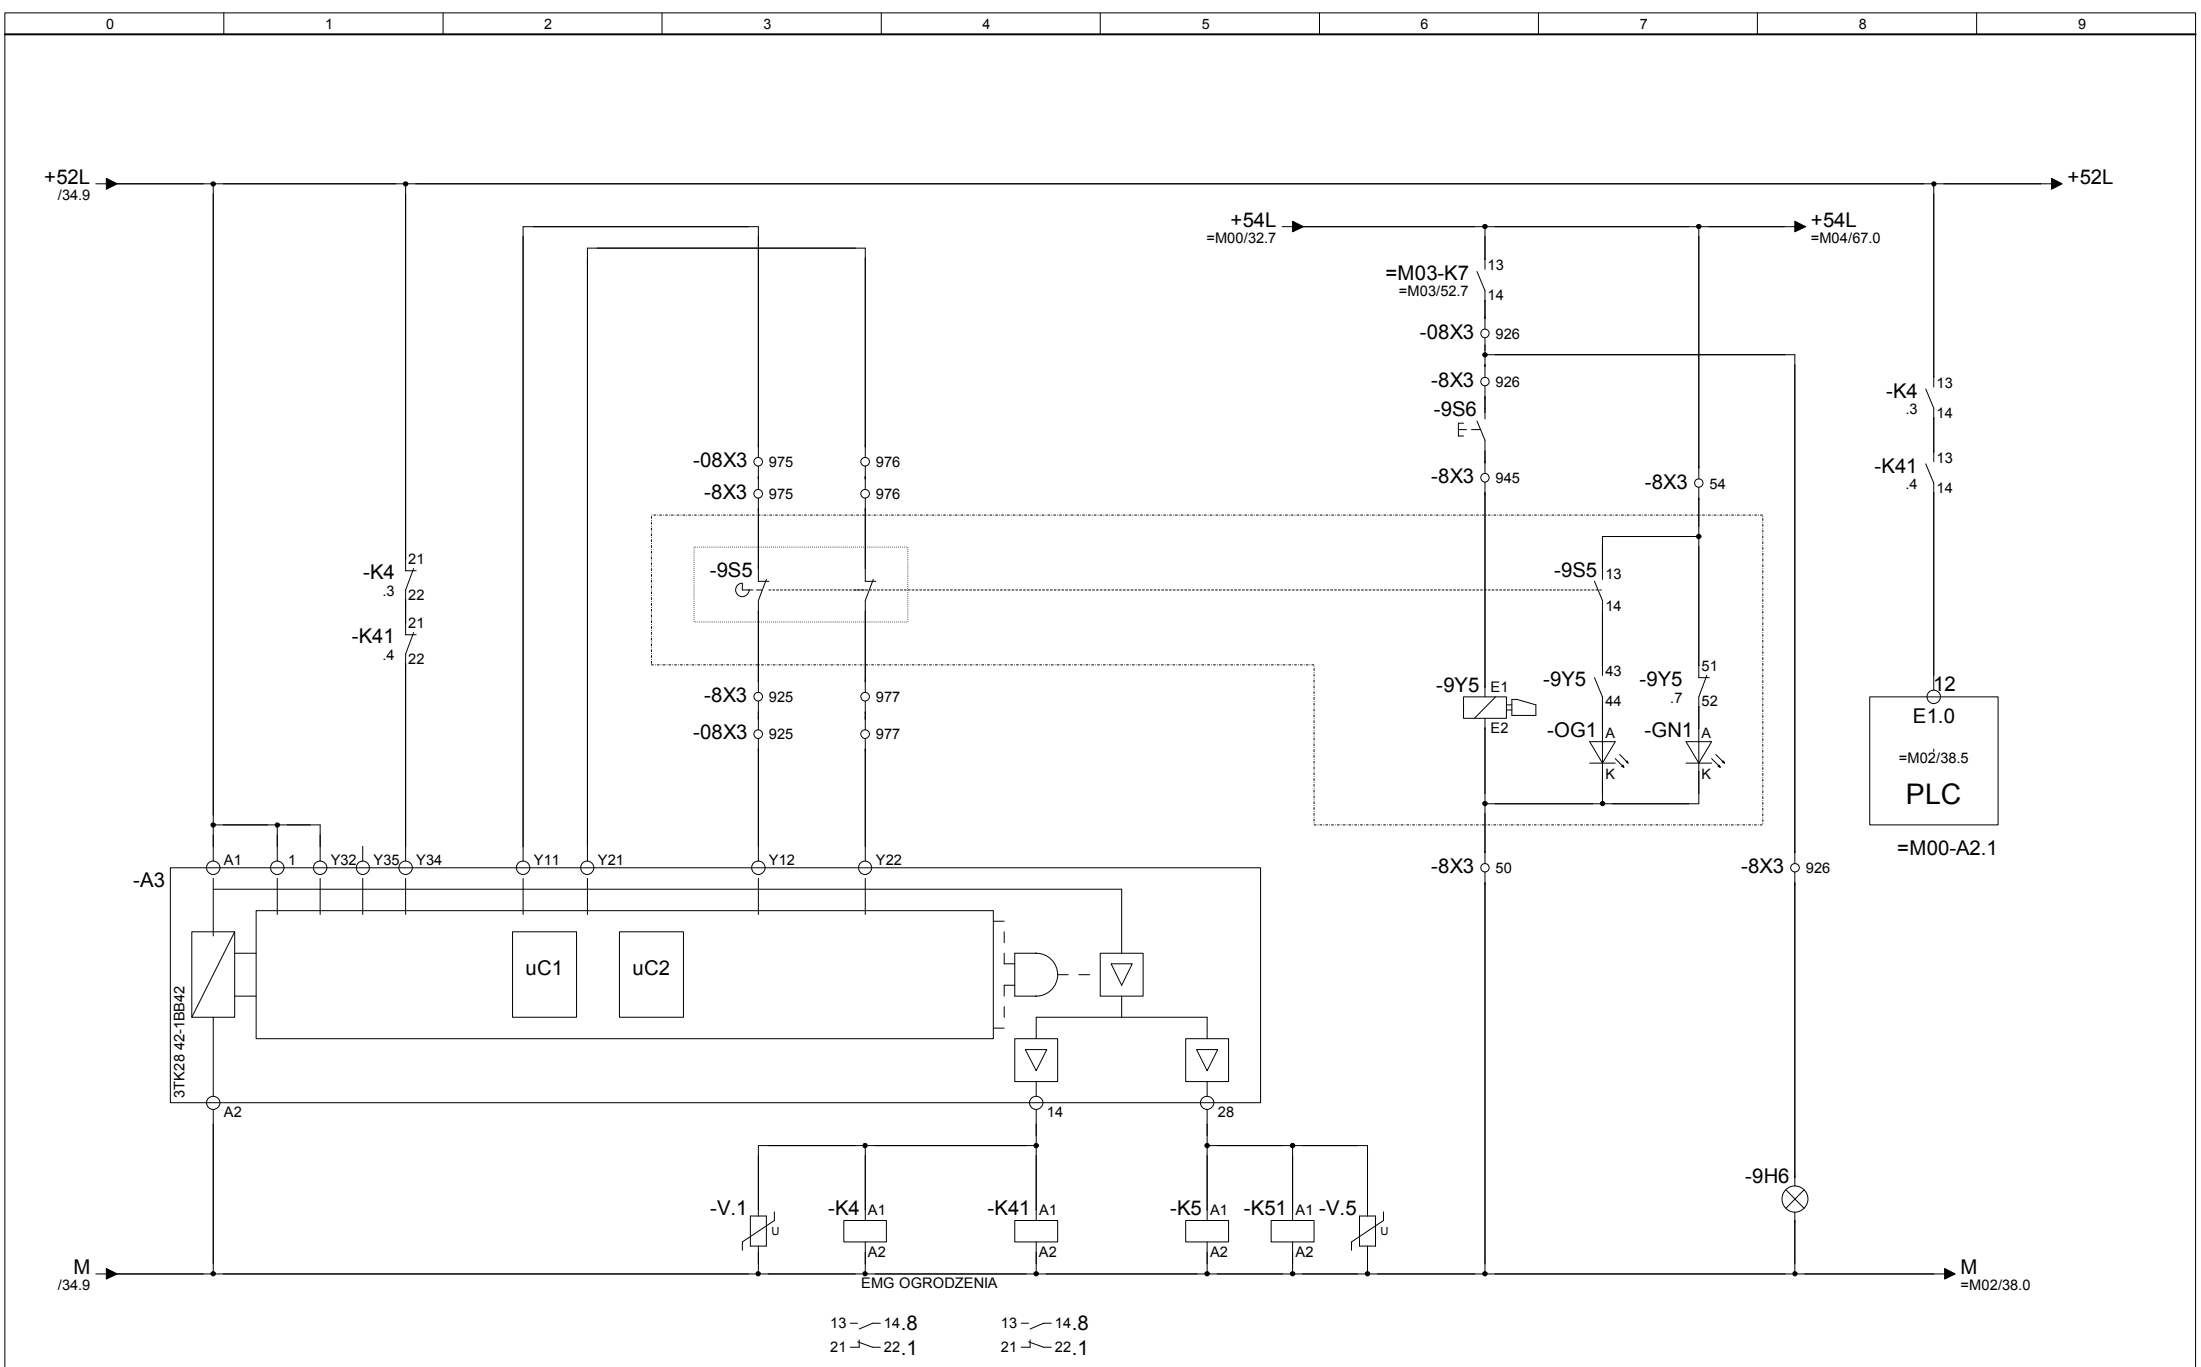 0 1 2 3 4 5 6 7 8 9
+52L +52L
/34.9
+54L +54L
=M00/32.7 =M04/67.0
=M03-K7 13
=M03/52.7 14
-08X3 926
-8X3 926
-9S6
-K4 13
.3 14
-08X3 975 976
-K41 13
.4 14
-8X3 945
-8X3 54
-8X3 975 976
-K4 21
.3 22
-9S5
-9S5 13
14
-K41 21
.4 22
-8X3 925 977
-9Y5 E1
E2
-9Y5 43
44
-9Y5 51
.7 52
12
E1.0
-08X3 925 977
-OG1 A
K
-GN1 A
K
=M02/38.5
PLC
=M00-A2.1
A1 1 Y32 Y35 Y34 Y11 Y21 Y12 Y22
-A3
-8X3 50
-8X3 926
uC1 uC2
3TK28 42-1BB42
A2 14 28
-9H6
-V.1 U
-K4 A1
A2
-K41 A1
A2
-K5 A1
A2
-K51 A1
A2
-V.5 U
M M
/34.9 =M02/38.0
EMG OGRODZENIA
13 14.8 13 14.8
21 22.1 21 22.1